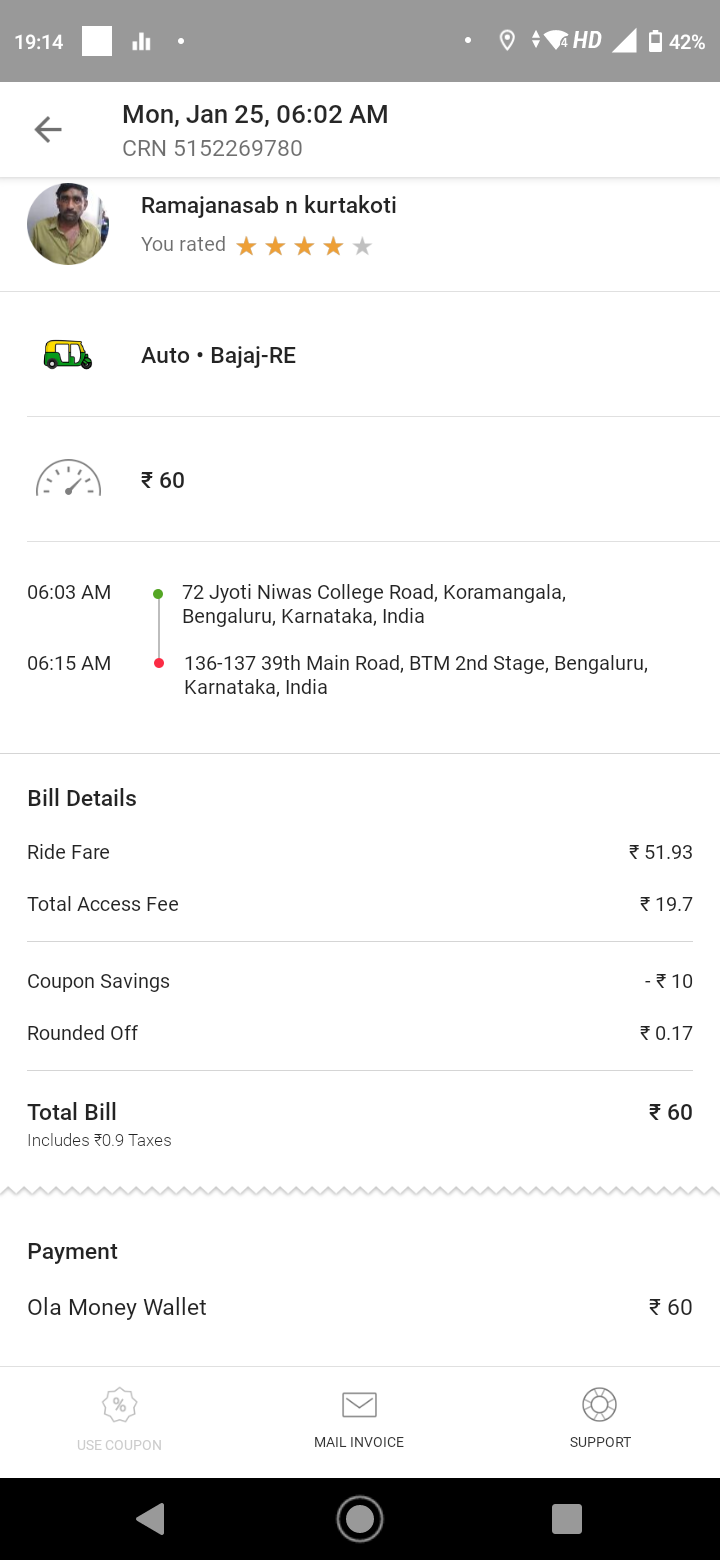 19:14
4 HD 42%
Mon, Jan 25, 06:02 AM
CRN 5152269780
Ramajanasab n kurtakoti
You rated
Auto • Bajaj-RE
₹ 60
06:03 AM 72 Jyoti Niwas College Road, Koramangala,
Bengaluru, Karnataka, India
06:15 AM 136-137 39th Main Road, BTM 2nd Stage, Bengaluru,
Karnataka, India
Bill Details
Ride Fare ₹ 51.93
Total Access Fee ₹ 19.7
Coupon Savings - ₹ 10
Rounded Off ₹ 0.17
Total Bill ₹ 60
Includes ₹0.9 Taxes
Payment
Ola Money Wallet ₹ 60
%
USE COUPON MAIL INVOICE SUPPORT